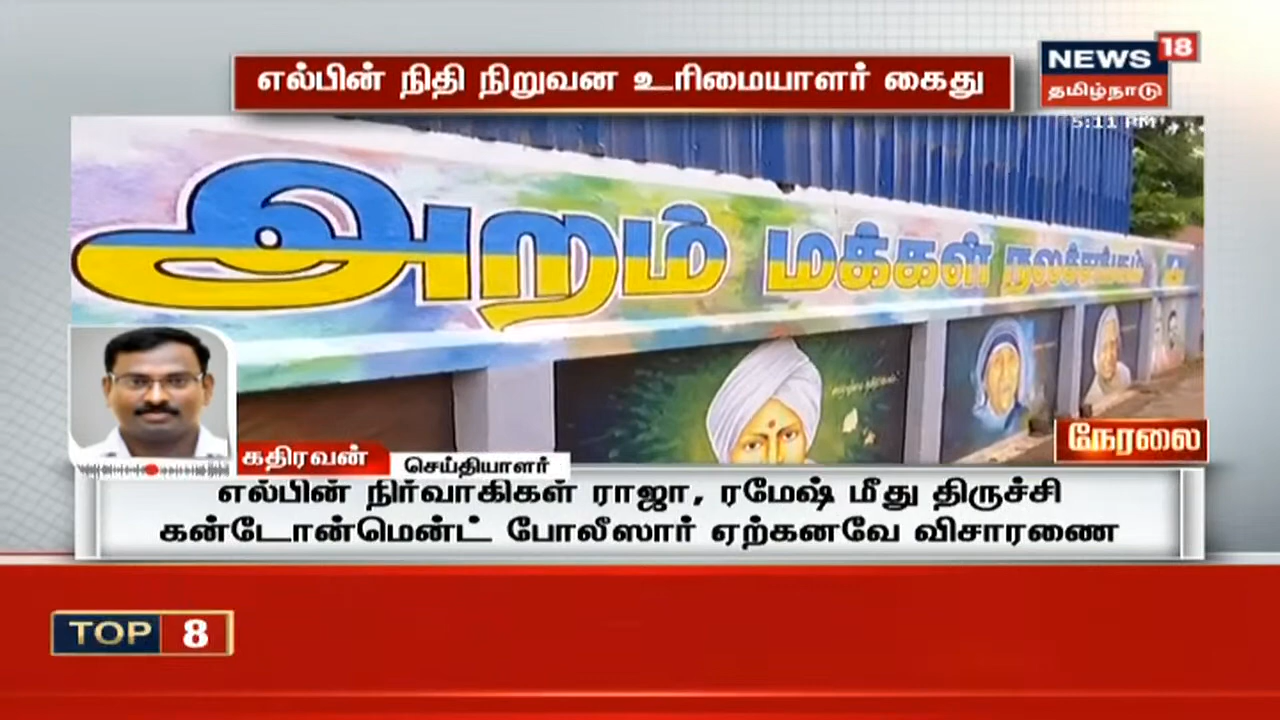 எல்பின் நிதி நிறுவன உரிமையாளர் கைது
NEWS 18
தமிழ்நாடு
5:11 PM
அறம் மக்கள் நலச்சங்கம்
நேரலை
கதிரவன்
செய்தியாளர்
எல்பின் நிர்வாகிகள் ராஜா, ரமேஷ் மீது திருச்சி
கன்டோன்மென்ட் போலீஸார் ஏற்கனவே விசாரணை
TOP 8